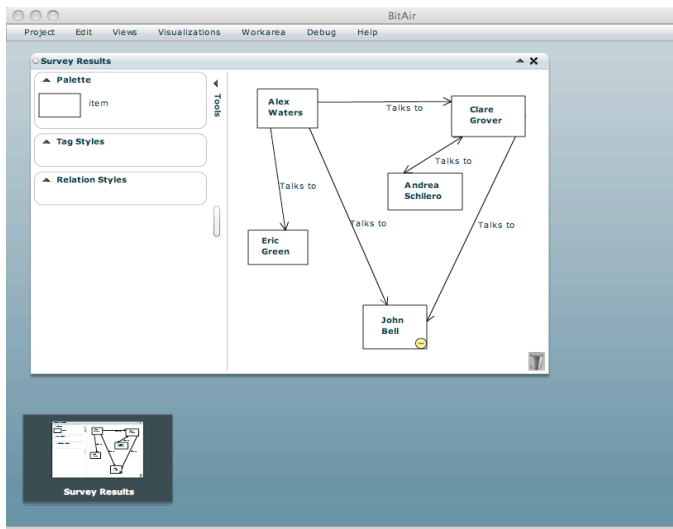 BitAir
Project Edit Views Visualizations Workarea Debug Help
Survey Results
Palette
item
Tools
Tag Styles
Relation Styles
Alex
Waters
Talks to
Clare
Grover
Talks to
Andrea
Schilero
Talks to
Talks to
Talks to
Eric
Green
John
Bell
Survey Results